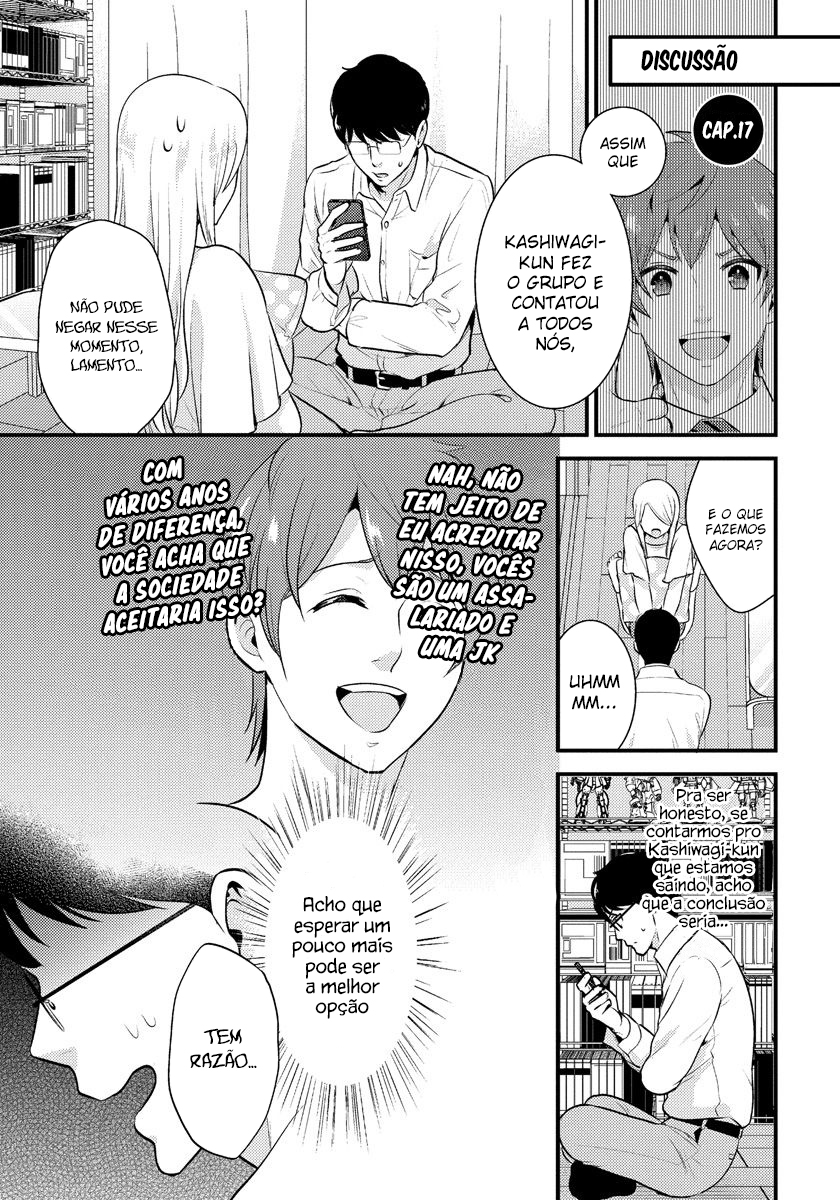 DISCUSSÃO
CAP.17
ASSIM
QUE
KASHIWAGI-
KUN FEZ
O GRUPO E
CONTATOU
A TODOS
NÓS,
NÃO PUDE
NEGAR NESSE
MOMENTO,
LAMENTO...
E O QUE
FAZEMOS
AGORA?
UHMM
MM...
Pra ser
honesto, se
contarmos pro
Kashiwagi-kun
que estamos
saindo, acho
que a conclusão
seria...
NAH, NÃO
TEM JEITO DE
EU ACREDITAR
NISSO, VOCÊS
SÃO UM ASSA-
LARIADO E
UMA JK
COM
VÁRIOS ANOS
DE DIFERENÇA,
VOCÊ ACHA QUE
A SOCIEDADE
ACEITARIA ISSO?
Acho que
esperar um
pouco mais
pode ser
a melhor
opção
TEM
RAZÃO...